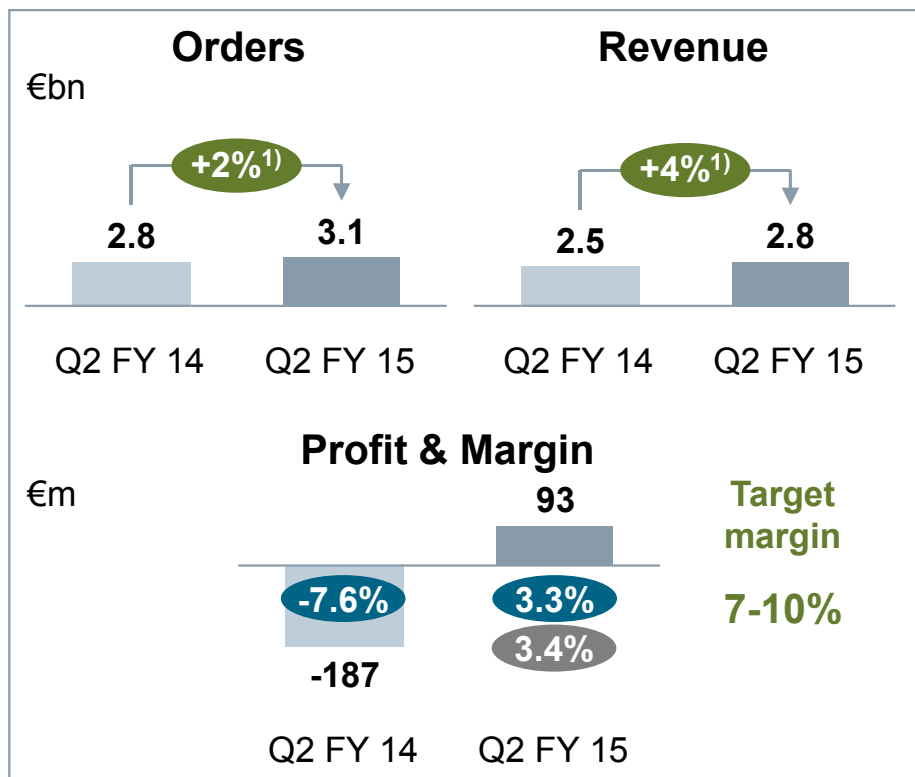 Orders
Revenue
€bn
+2%1)
+4%1)
2.8
3.1
2.5
2.8
Q2 FY 14
Q2 FY 15
Q2 FY 14
Q2 FY 15
Profit & Margin
€m
93
Target
margin
-7.6%
3.3%
7-10%
3.4%
-187
Q2 FY 14
Q2 FY 15